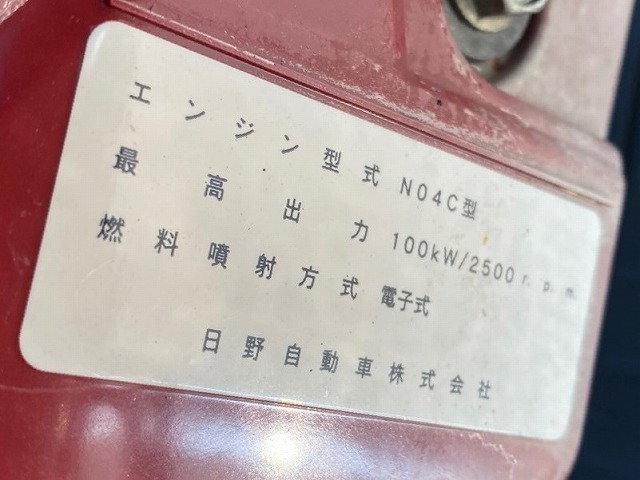 エンジン型式 N04C型
最高出力 100kW/2500r.p.m.
燃料噴射方式 電子式
日野自動車株式会社